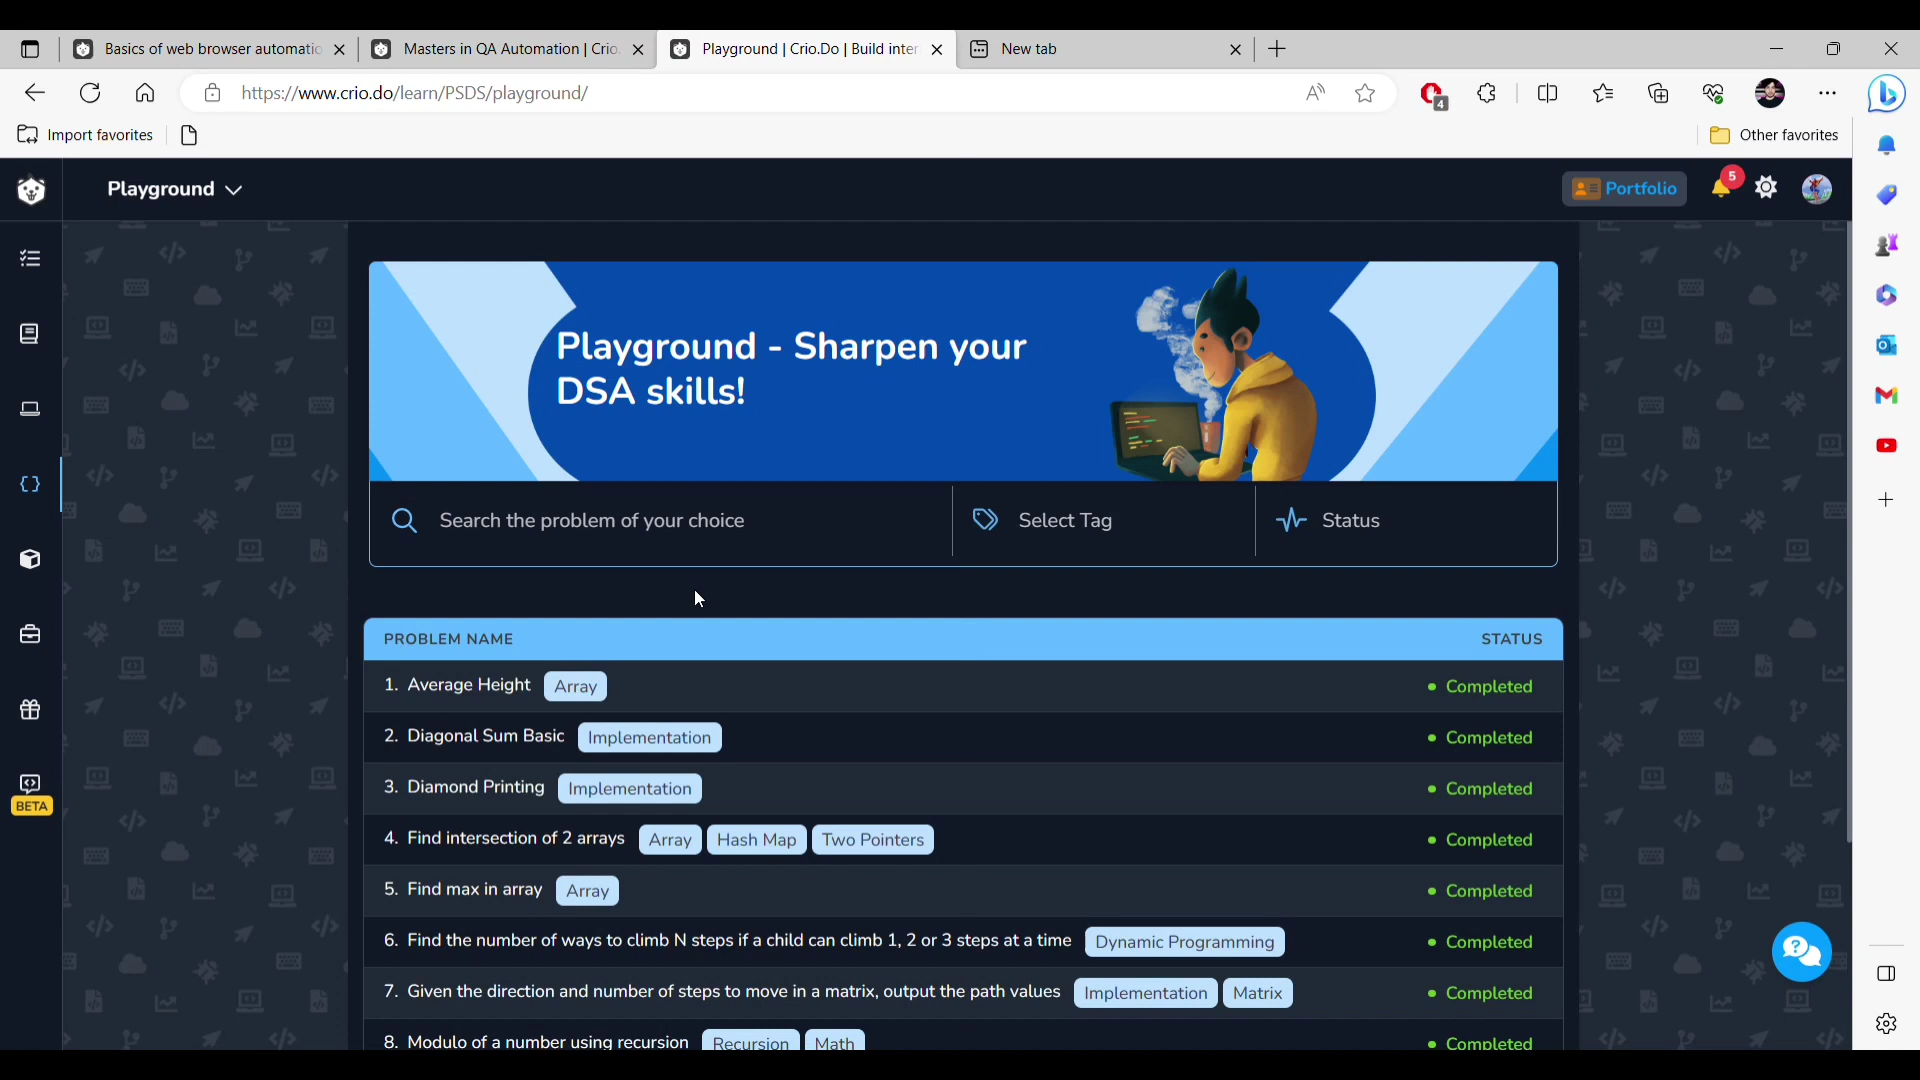 Basics of web browser automatic
Masters in QA Automation | Crio.
Playground | Crio.Do | Build inter
New tab
https://www.crio.do/learn/PSDS/playground/
4
Import favorites
Other favorites
Playground
Portfolio
5
Playground - Sharpen your
DSA skills!
Search the problem of your choice
Select Tag
Status
PROBLEM NAME
STATUS
1. Average Height Array Completed
2. Diagonal Sum Basic Implementation Completed
3. Diamond Printing Implementation Completed
4. Find intersection of 2 arrays Array Hash Map Two Pointers Completed
5. Find max in array Array Completed
6. Find the number of ways to climb N steps if a child can climb 1, 2 or 3 steps at a time Dynamic Programming Completed
7. Given the direction and number of steps to move in a matrix, output the path values Implementation Matrix Completed
8. Modulo of a number using recursion Recursion Math Completed
BETA